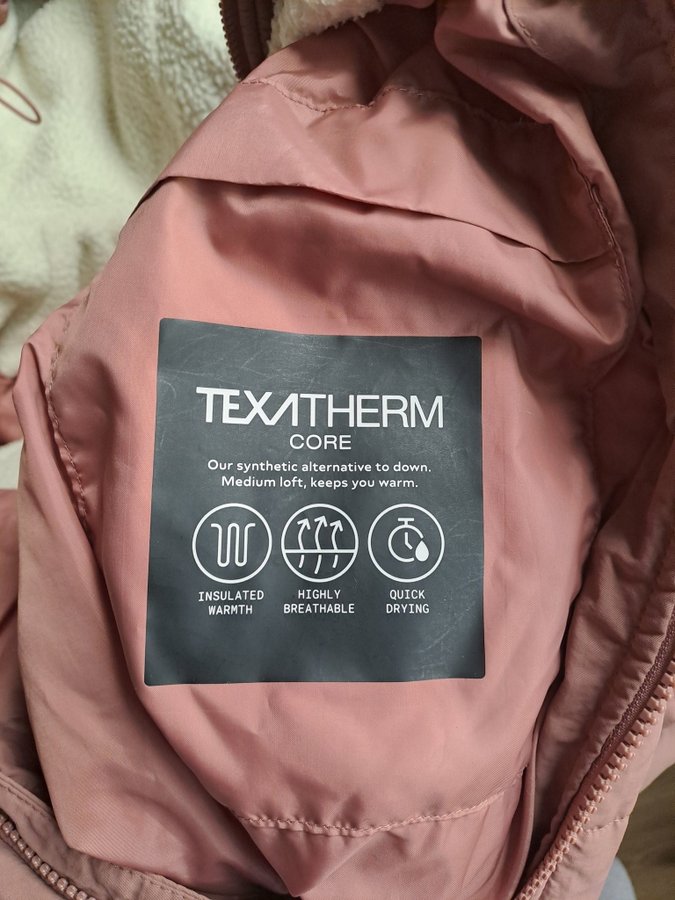 TEXATHERM
CORE
Our synthetic alternative to down.
Medium loft, keeps you warm.
INSULATED WARMTH
HIGHLY BREATHABLE
QUICK DRYING